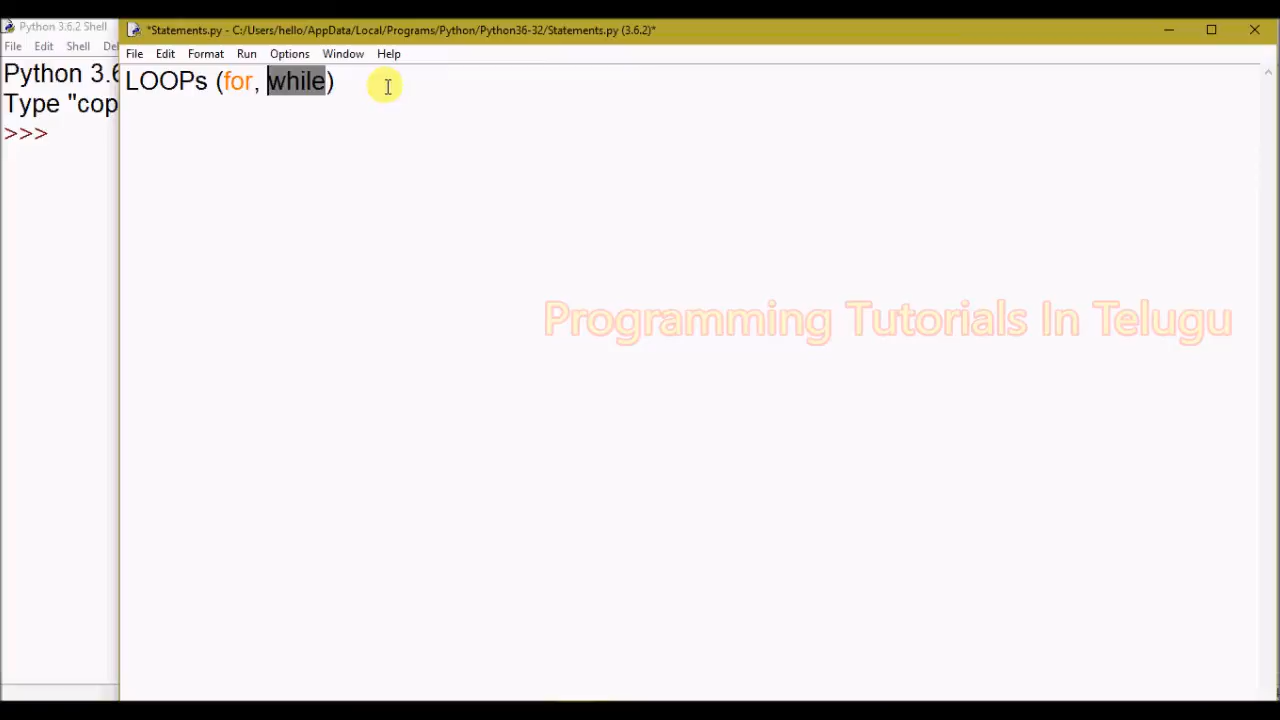 Python 3.6.2 Shell
File Edit Shell De
Python 3.6
Type "cop
>>>
*Statements.py - C:/Users/hello/AppData/Local/Programs/Python/Python36-32/Statements.py (3.6.2)*
File Edit Format Run Options Window Help
LOOPs (for, while)
Programming Tutorials In Telugu